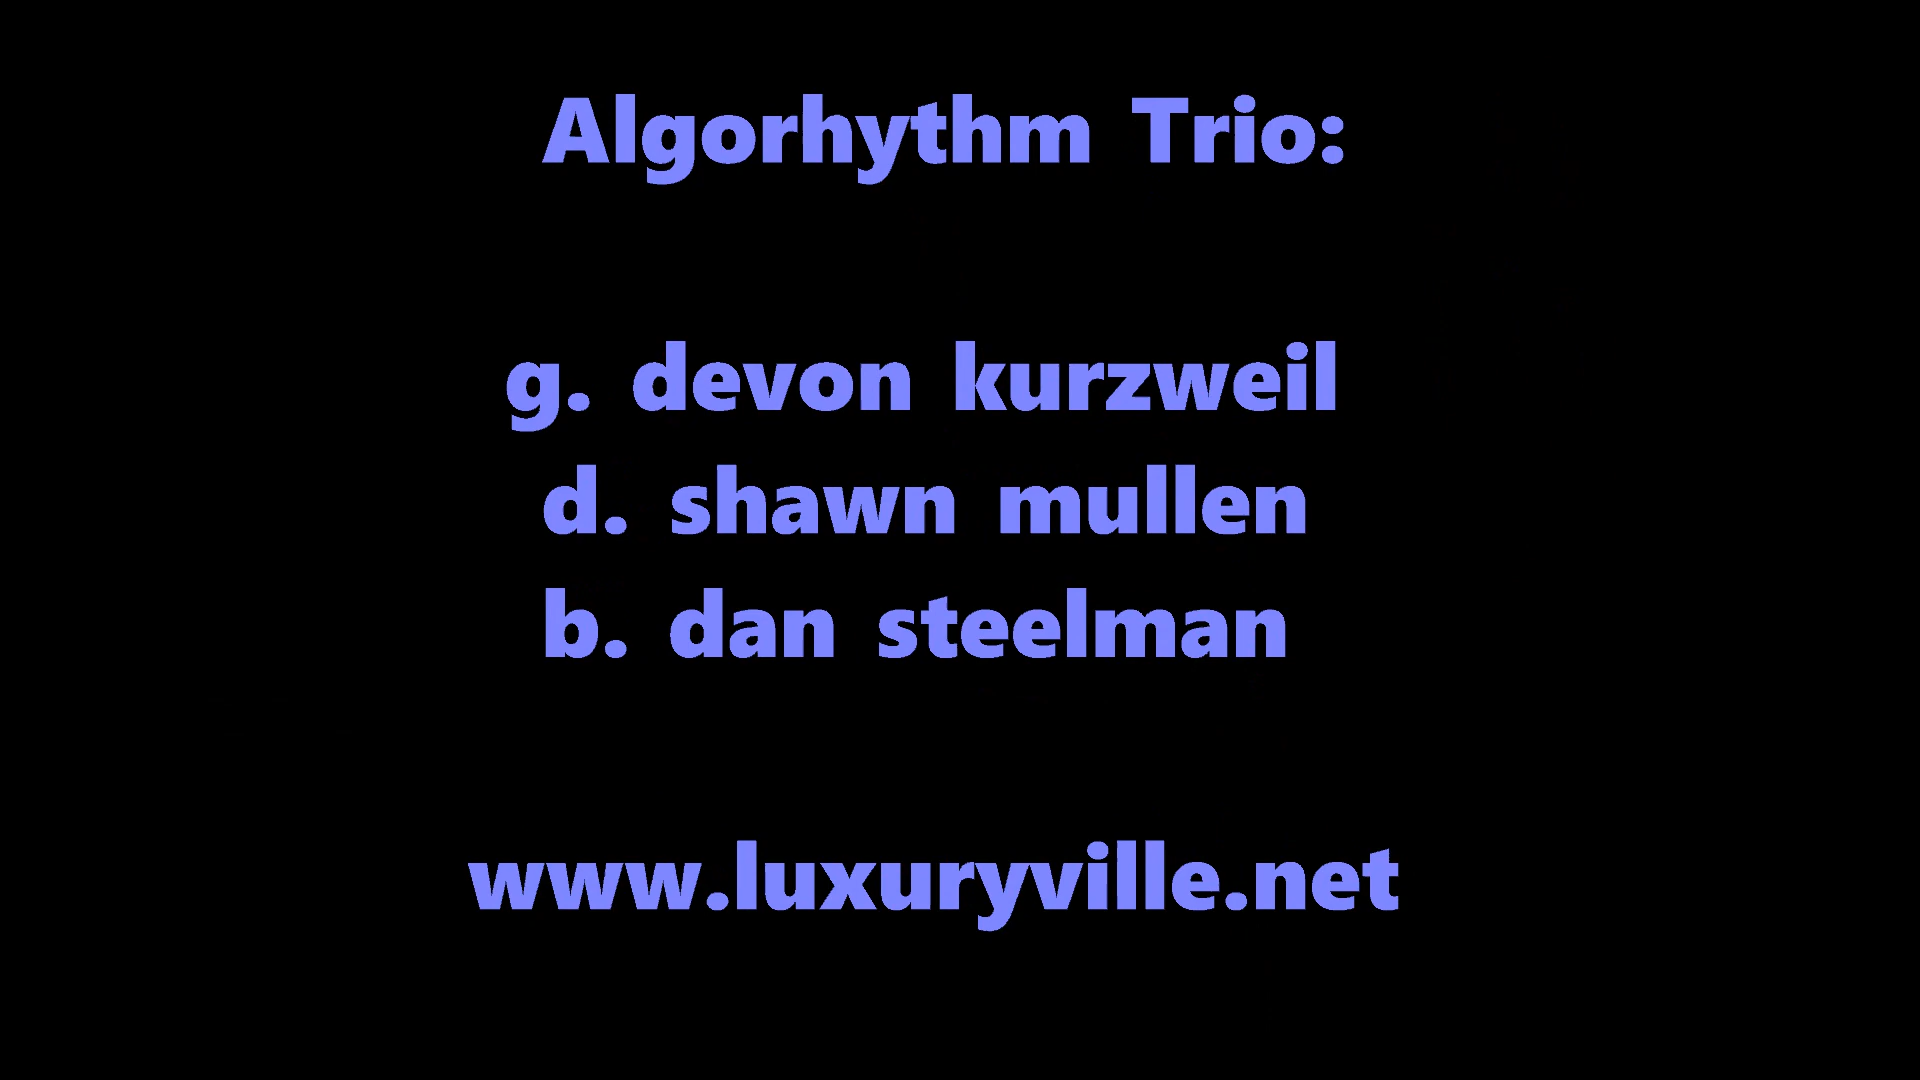 Algorhythm Trio:
g. devon kurzweil
d. shawn mullen
b. dan steelman
www.luxuryville.net